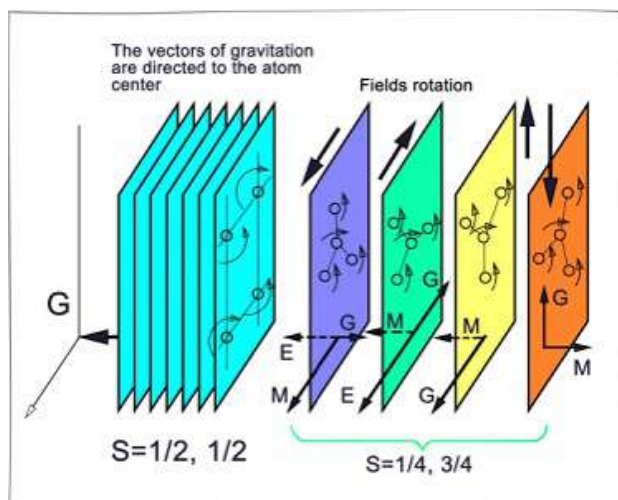 The vectors of gravitation
are directed to the atom
center
Fields rotation
G
G
G
G
M
M
E
M
E
G
M
S=1/2, 1/2
S=1/4, 3/4